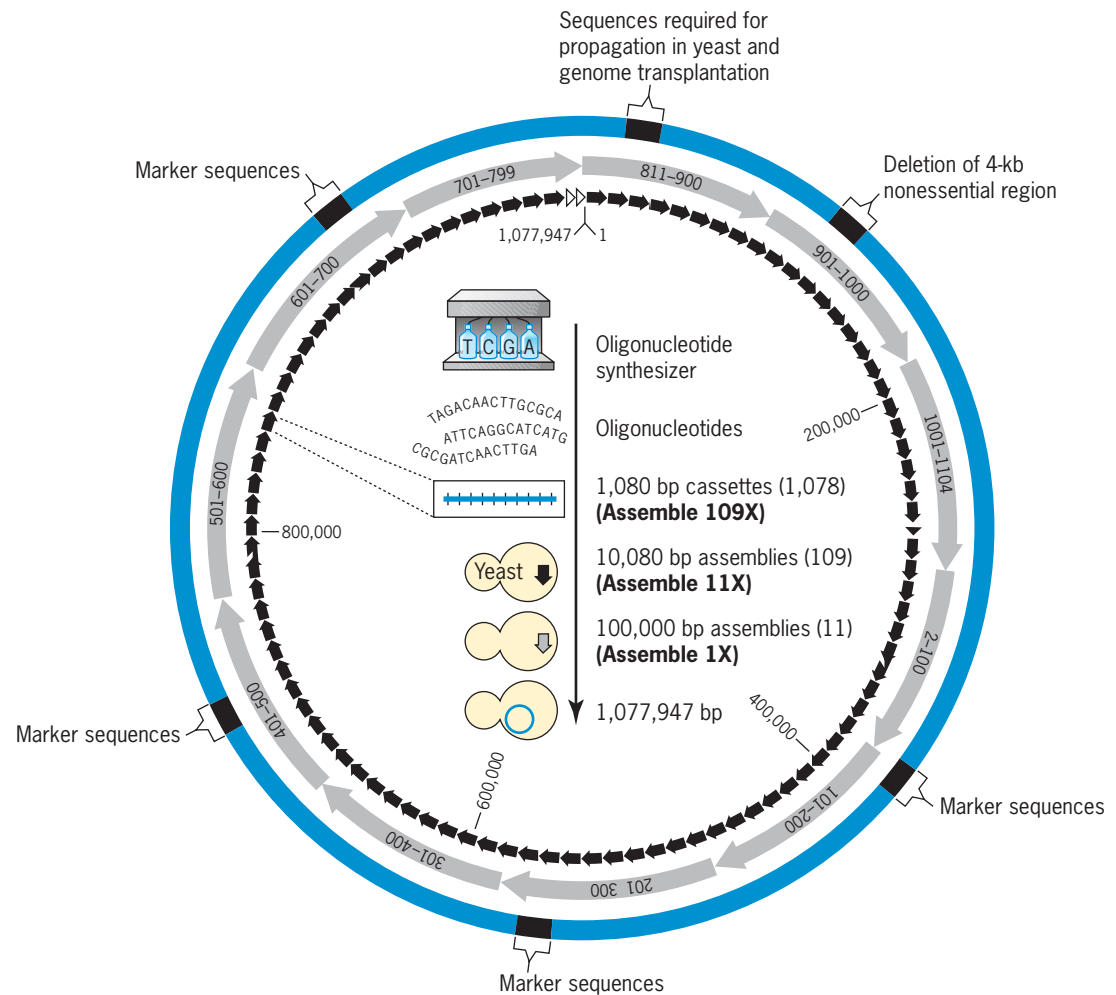 Sequences required for
propagation in yeast and
genome transplantation
Marker sequences
Deletion of 4-kb
nonessential region
701–799
811–900
601–700
901–1000
1,077,947
1
T C G A
Oligonucleotide
synthesizer
200,000
1001–1104
TAGACAACTTGCGCA
ATTCAGGCATCATG
CGCGATCAACTTGA
Oligonucleotides
501–600
1,080 bp cassettes (1,078)
(Assemble 109X)
800,000
Yeast
10,080 bp assemblies (109)
(Assemble 11X)
100,000 bp assemblies (11)
(Assemble 1X)
2–100
1,077,947 bp
400,000
401–500
Marker sequences
600,000
101–200
Marker sequences
301–400
201 300
Marker sequences